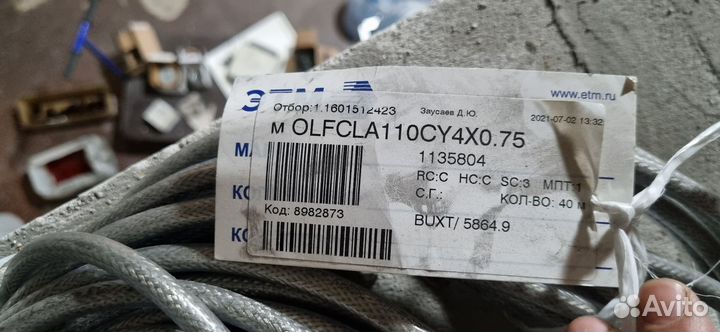 ЭТМ
www.etm.ru
Отбор:1.1601512423
Заусаев Д.Ю.
2021-07-02 13:32
м OLFCLA110CY4X0.75
1135804
RC:C HC:C SC:3 МПТ:1
С.Г.: КОЛ-ВО: 40 м
Код: 8982873
BUXT/ 5864.9
Avito